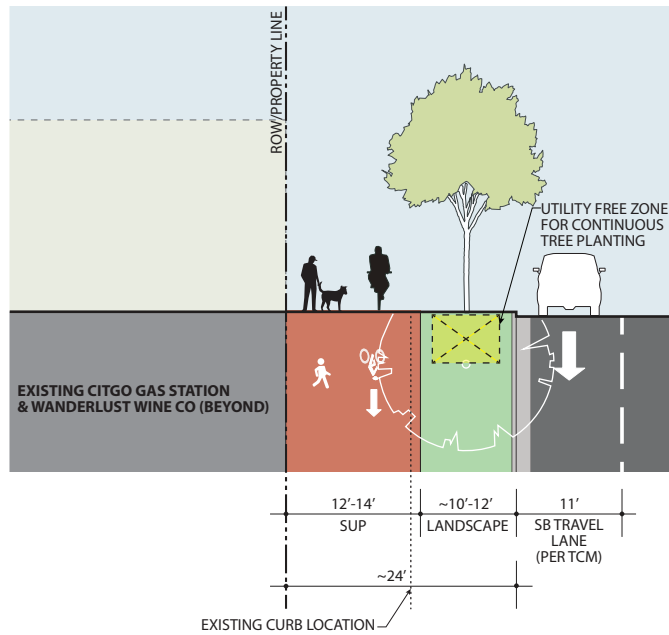 ROW/PROPERTY LINE
UTILITY FREE ZONE
FOR CONTINUOUS
TREE PLANTING
EXISTING CITGO GAS STATION
& WANDERLUST WINE CO (BEYOND)
12’-14’
~10’-12’
11’
SUP
LANDSCAPE
SB TRAVEL
LANE
(PER TCM)
~24’
EXISTING CURB LOCATION